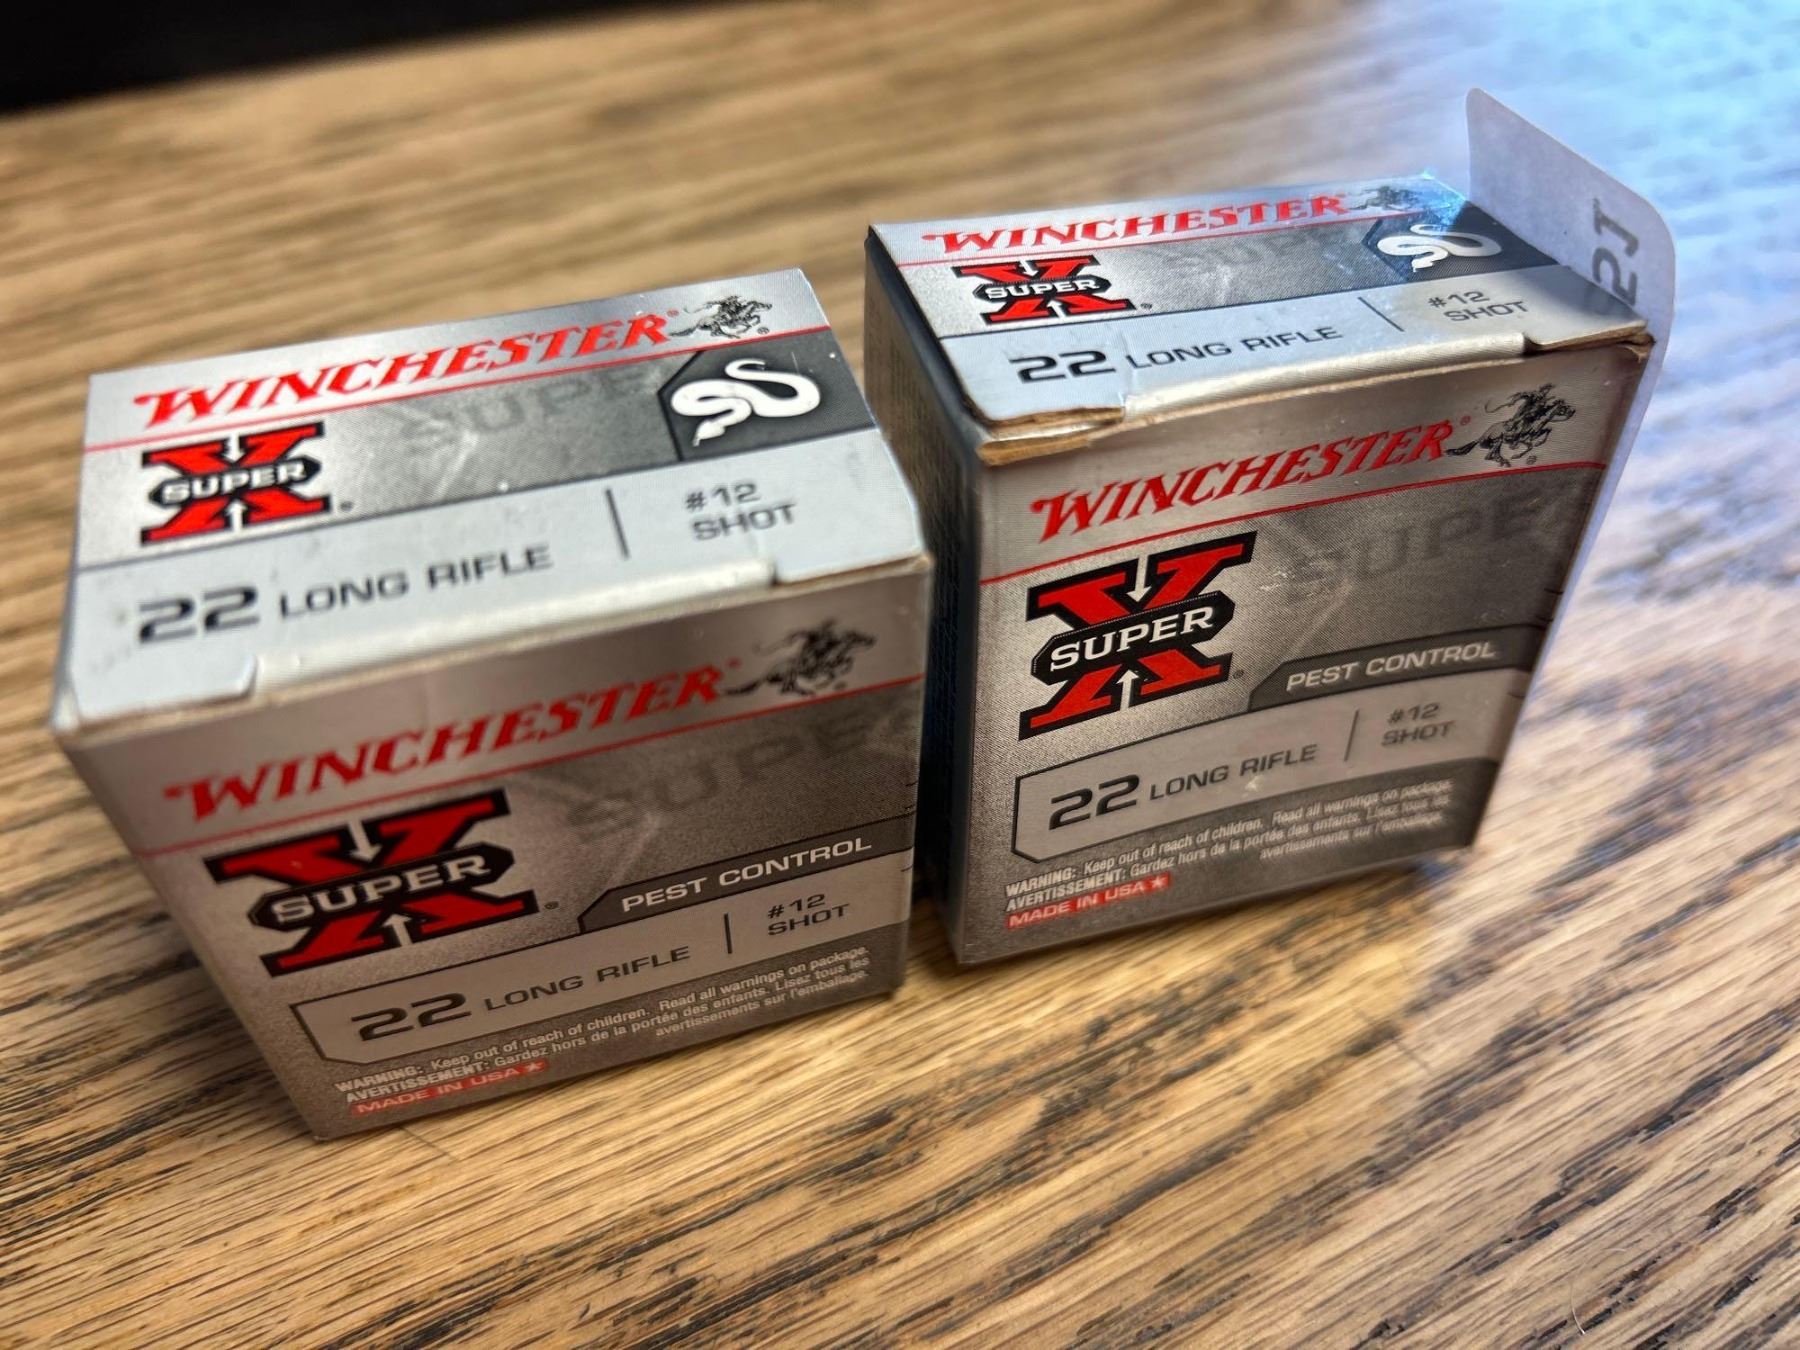 WINCHESTER®
SUPER
X
SUPER ®
#12
SHOT
22 LONG RIFLE
WINCHESTER®
SUPER
X
SUPER ®
PEST CONTROL
22 LONG RIFLE
#12
SHOT
WARNING: Keep out of reach of children. Read all warnings on package.
AVERTISSEMENT: Gardez hors de la portée des enfants. Lisez tous les
avertissements sur l'emballage.
MADE IN USA
WINCHESTER®
SUPER
X
SUPER ®
#12
SHOT
22 LONG RIFLE
WINCHESTER®
SUPER
X
SUPER ®
PEST CONTROL
22 LONG RIFLE
#12
SHOT
WARNING: Keep out of reach of children. Read all warnings on package.
AVERTISSEMENT: Gardez hors de la portée des enfants. Lisez tous les
avertissements sur l'emballage.
MADE IN USA